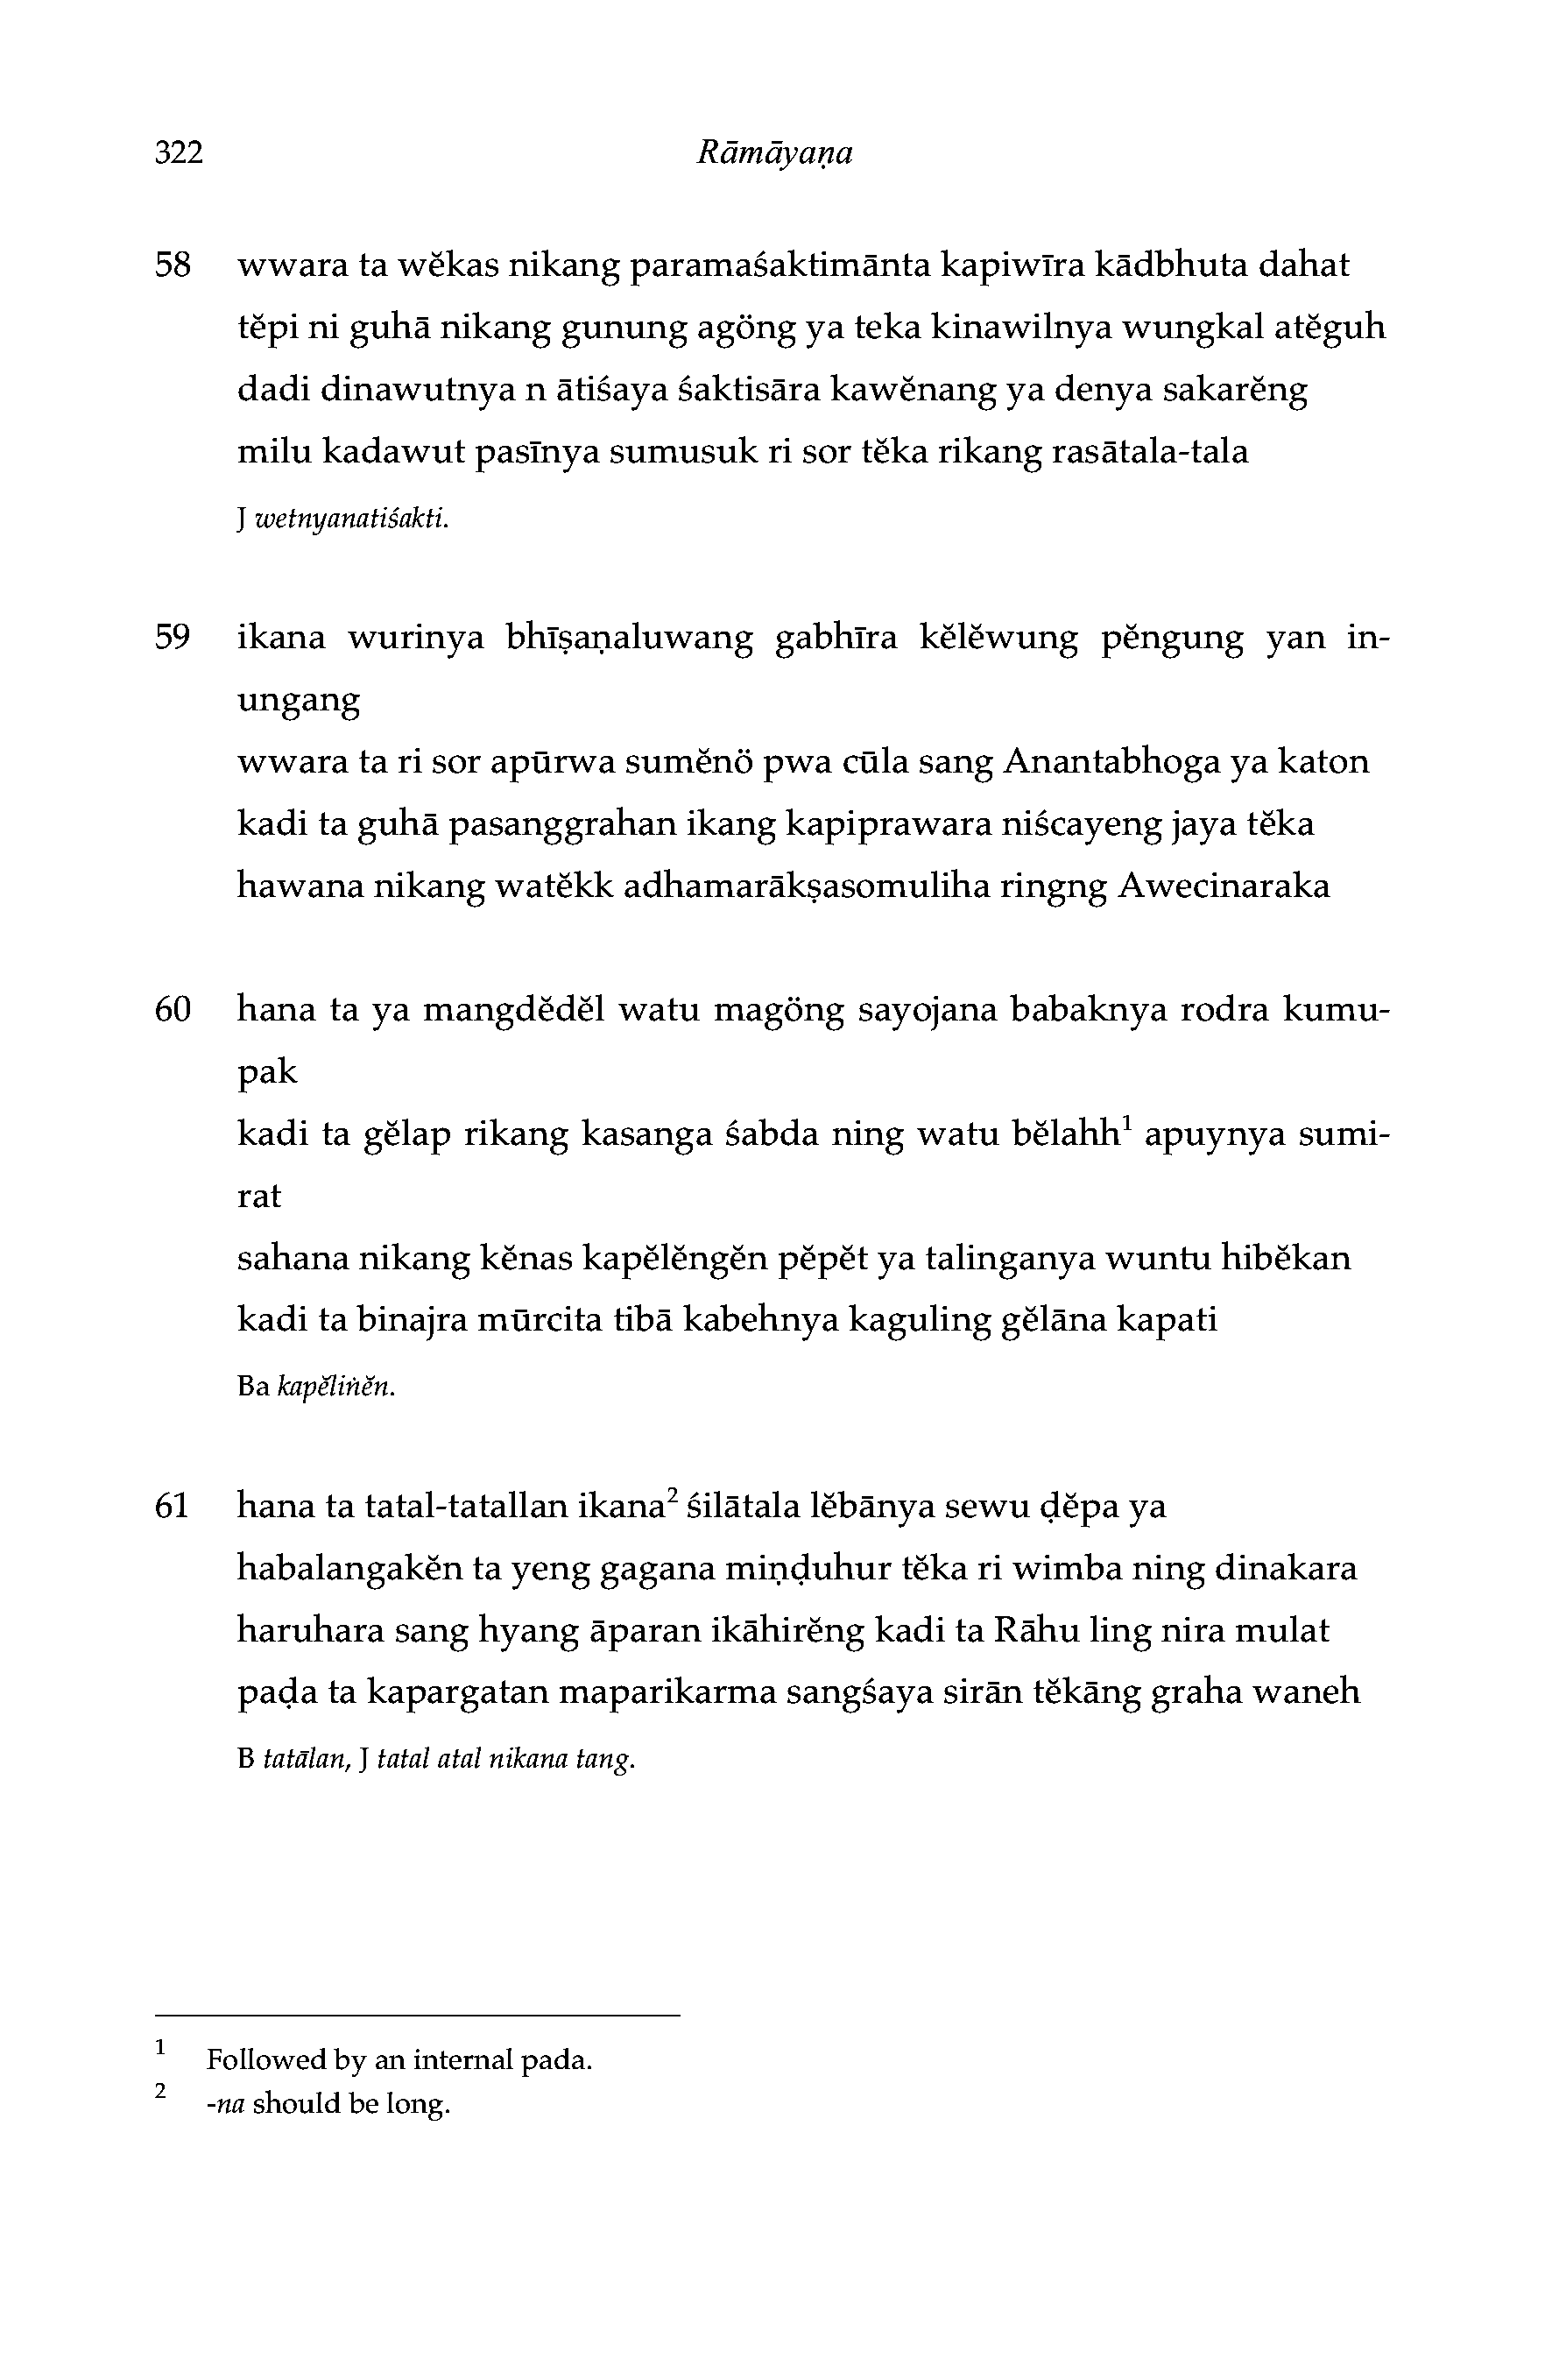 322 Rāmāyaṇa
58 wwara ta wĕkas nikang paramaśaktimānta kapiwīra kādbhuta dahat
tĕpi ni guhā nikang gunung agöng ya teka kinawilnya wungkal atĕguh
dadi dinawutnya n ātiśaya śaktisāra kawĕnang ya denya sakarĕng
milu kadawut pasīnya sumusuk ri sor tĕka rikang rasātala-tala
J wetnyanatiśakti.
59 ikana wurinya bhīṣaṇaluwang gabhīra kĕlĕwung pĕngung yan in-
ungang
wwara ta ri sor apūrwa sumĕnö pwa cūla sang Anantabhoga ya katon
kadi ta guhā pasanggrahan ikang kapiprawara niścayeng jaya tĕka
hawana nikang watĕkk adhamarākṣasomuliha ringng Awecinaraka
60 hana ta ya mangdĕdĕl watu magöng sayojana babaknya rodra kumu-
pak
kadi ta gĕlap rikang kasanga śabda ning watu bĕlahh¹ apuynya sumi-
rat
sahana nikang kĕnas kapĕlĕngĕn pĕpĕt ya talinganya wuntu hibĕkan
kadi ta binajra mūrcita tibā kabehnya kaguling gĕlāna kapati
Ba kapĕliṅĕn.
61 hana ta tatal-tatallan ikana² śilātala lĕbānya sewu ḍĕpa ya
habalangakĕn ta yeng gagana miṇḍuhur tĕka ri wimba ning dinakara
haruhara sang hyang āparan ikāhirĕng kadi ta Rāhu ling nira mulat
paḍa ta kapargatan maparikarma sangśaya sirān tĕkāng graha waneh
B tatālan, J tatal atal nikana tang.
1 Followed by an internal pada.
2 -na should be long.